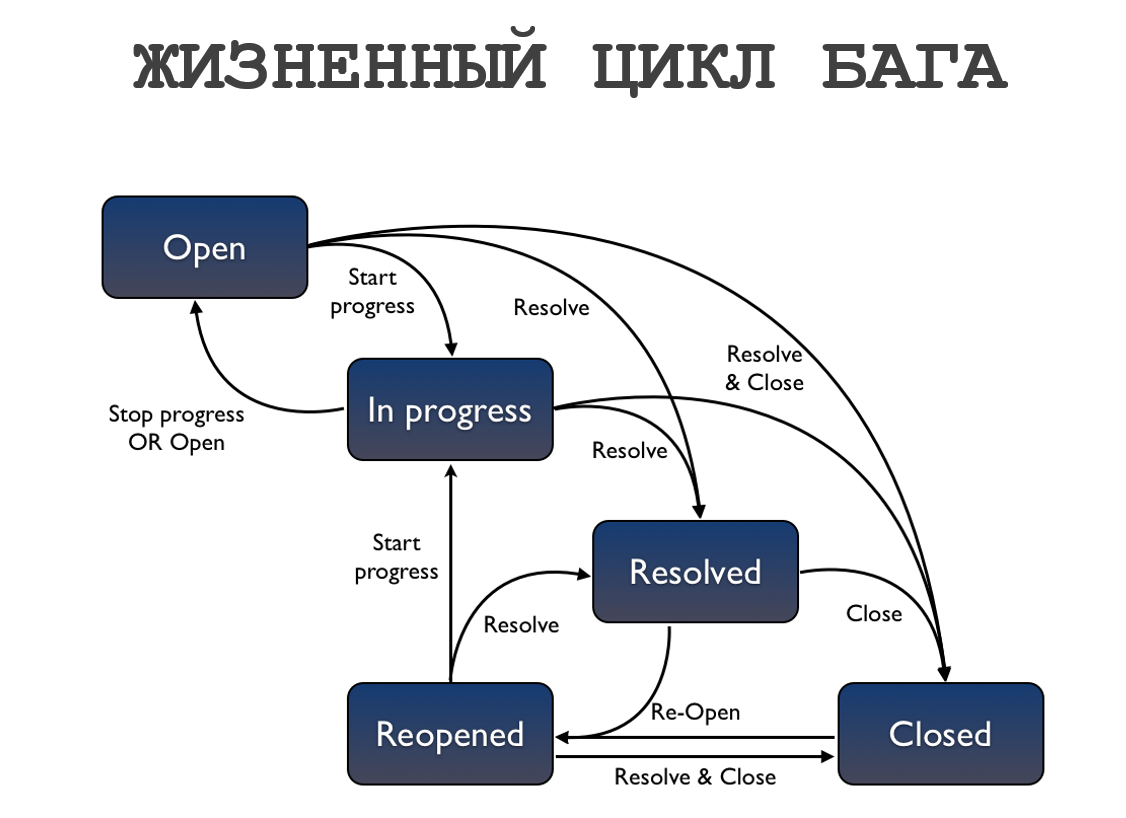 ЖИЗНЕННЫЙ ЦИКЛ БАГА
Open
Start
progress
Resolve
Resolve
& Close
Stop progress
OR Open
In progress
Resolve
Start
progress
Resolved
Resolve
Close
Reopened
Re-Open
Closed
Resolve & Close